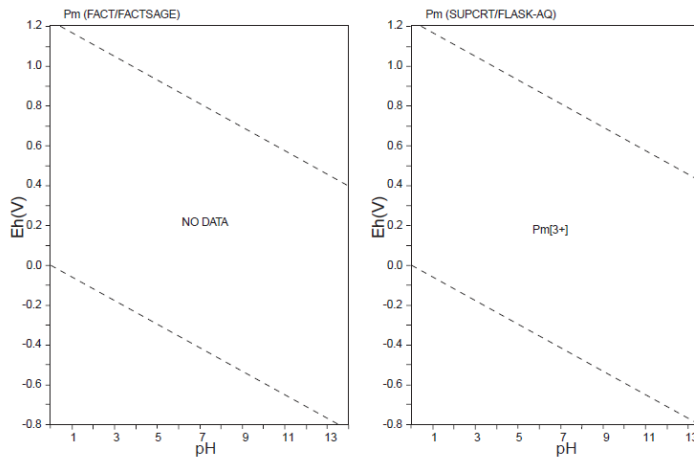 Pm (FACT/FACTSAGE)
1.2
1.0
0.8
0.6
0.4
0.2
0.0
-0.2
-0.4
-0.6
-0.8
Eh(V)
NO DATA
1 3 5 7 9 11 13
pH
Pm (SUPCRT/FLASK-AQ)
1.2
1.0
0.8
0.6
0.4
0.2
0.0
-0.2
-0.4
-0.6
-0.8
Eh(V)
Pm[3+]
1 3 5 7 9 11 13
pH